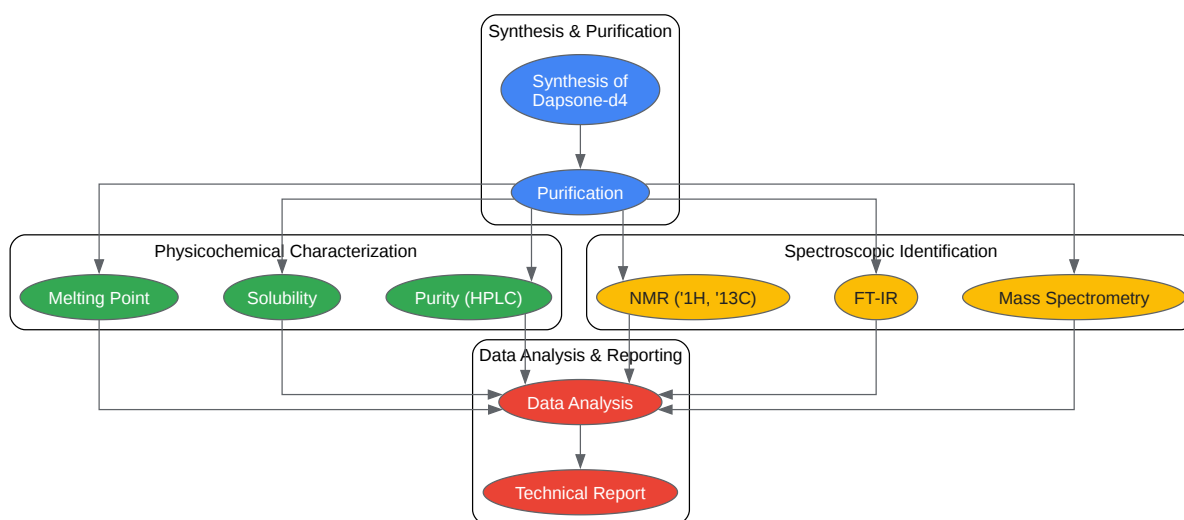 Synthesis & Purification
Synthesis of
Dapsone-d4
Purification
Physicochemical Characterization
Spectroscopic Identification
Melting Point
Solubility
Purity (HPLC)
NMR ('1H, '13C)
FT-IR
Mass Spectrometry
Data Analysis & Reporting
Data Analysis
Technical Report